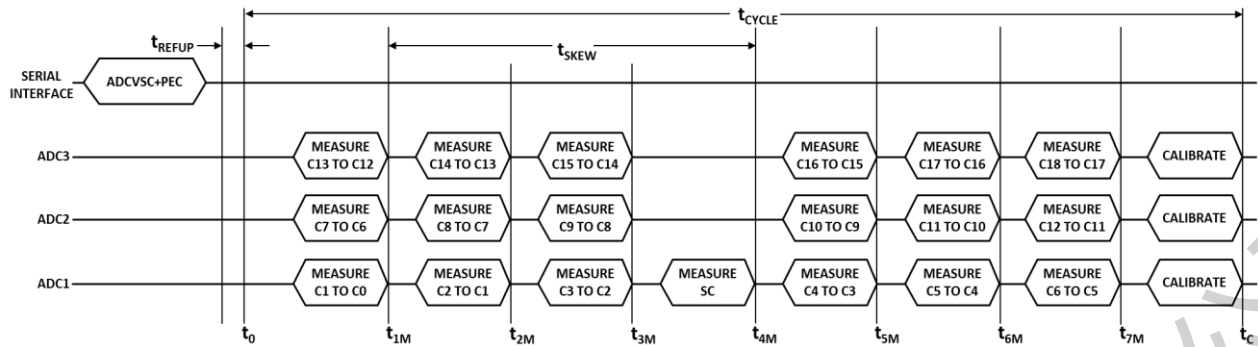 tCYCLE
tREFUP
tSKEW
SERIAL
INTERFACE
ADCVSC+PEC
ADC3
MEASURE
C13 TO C12
MEASURE
C14 TO C13
MEASURE
C15 TO C14
MEASURE
C16 TO C15
MEASURE
C17 TO C16
MEASURE
C18 TO C17
CALIBRATE
ADC2
MEASURE
C7 TO C6
MEASURE
C8 TO C7
MEASURE
C9 TO C8
MEASURE
C10 TO C9
MEASURE
C11 TO C10
MEASURE
C12 TO C11
CALIBRATE
ADC1
MEASURE
C1 TO C0
MEASURE
C2 TO C1
MEASURE
C3 TO C2
MEASURE
SC
MEASURE
C4 TO C3
MEASURE
C5 TO C4
MEASURE
C6 TO C5
CALIBRATE
t0
t1M
t2M
t3M
t4M
t5M
t6M
t7M
tC